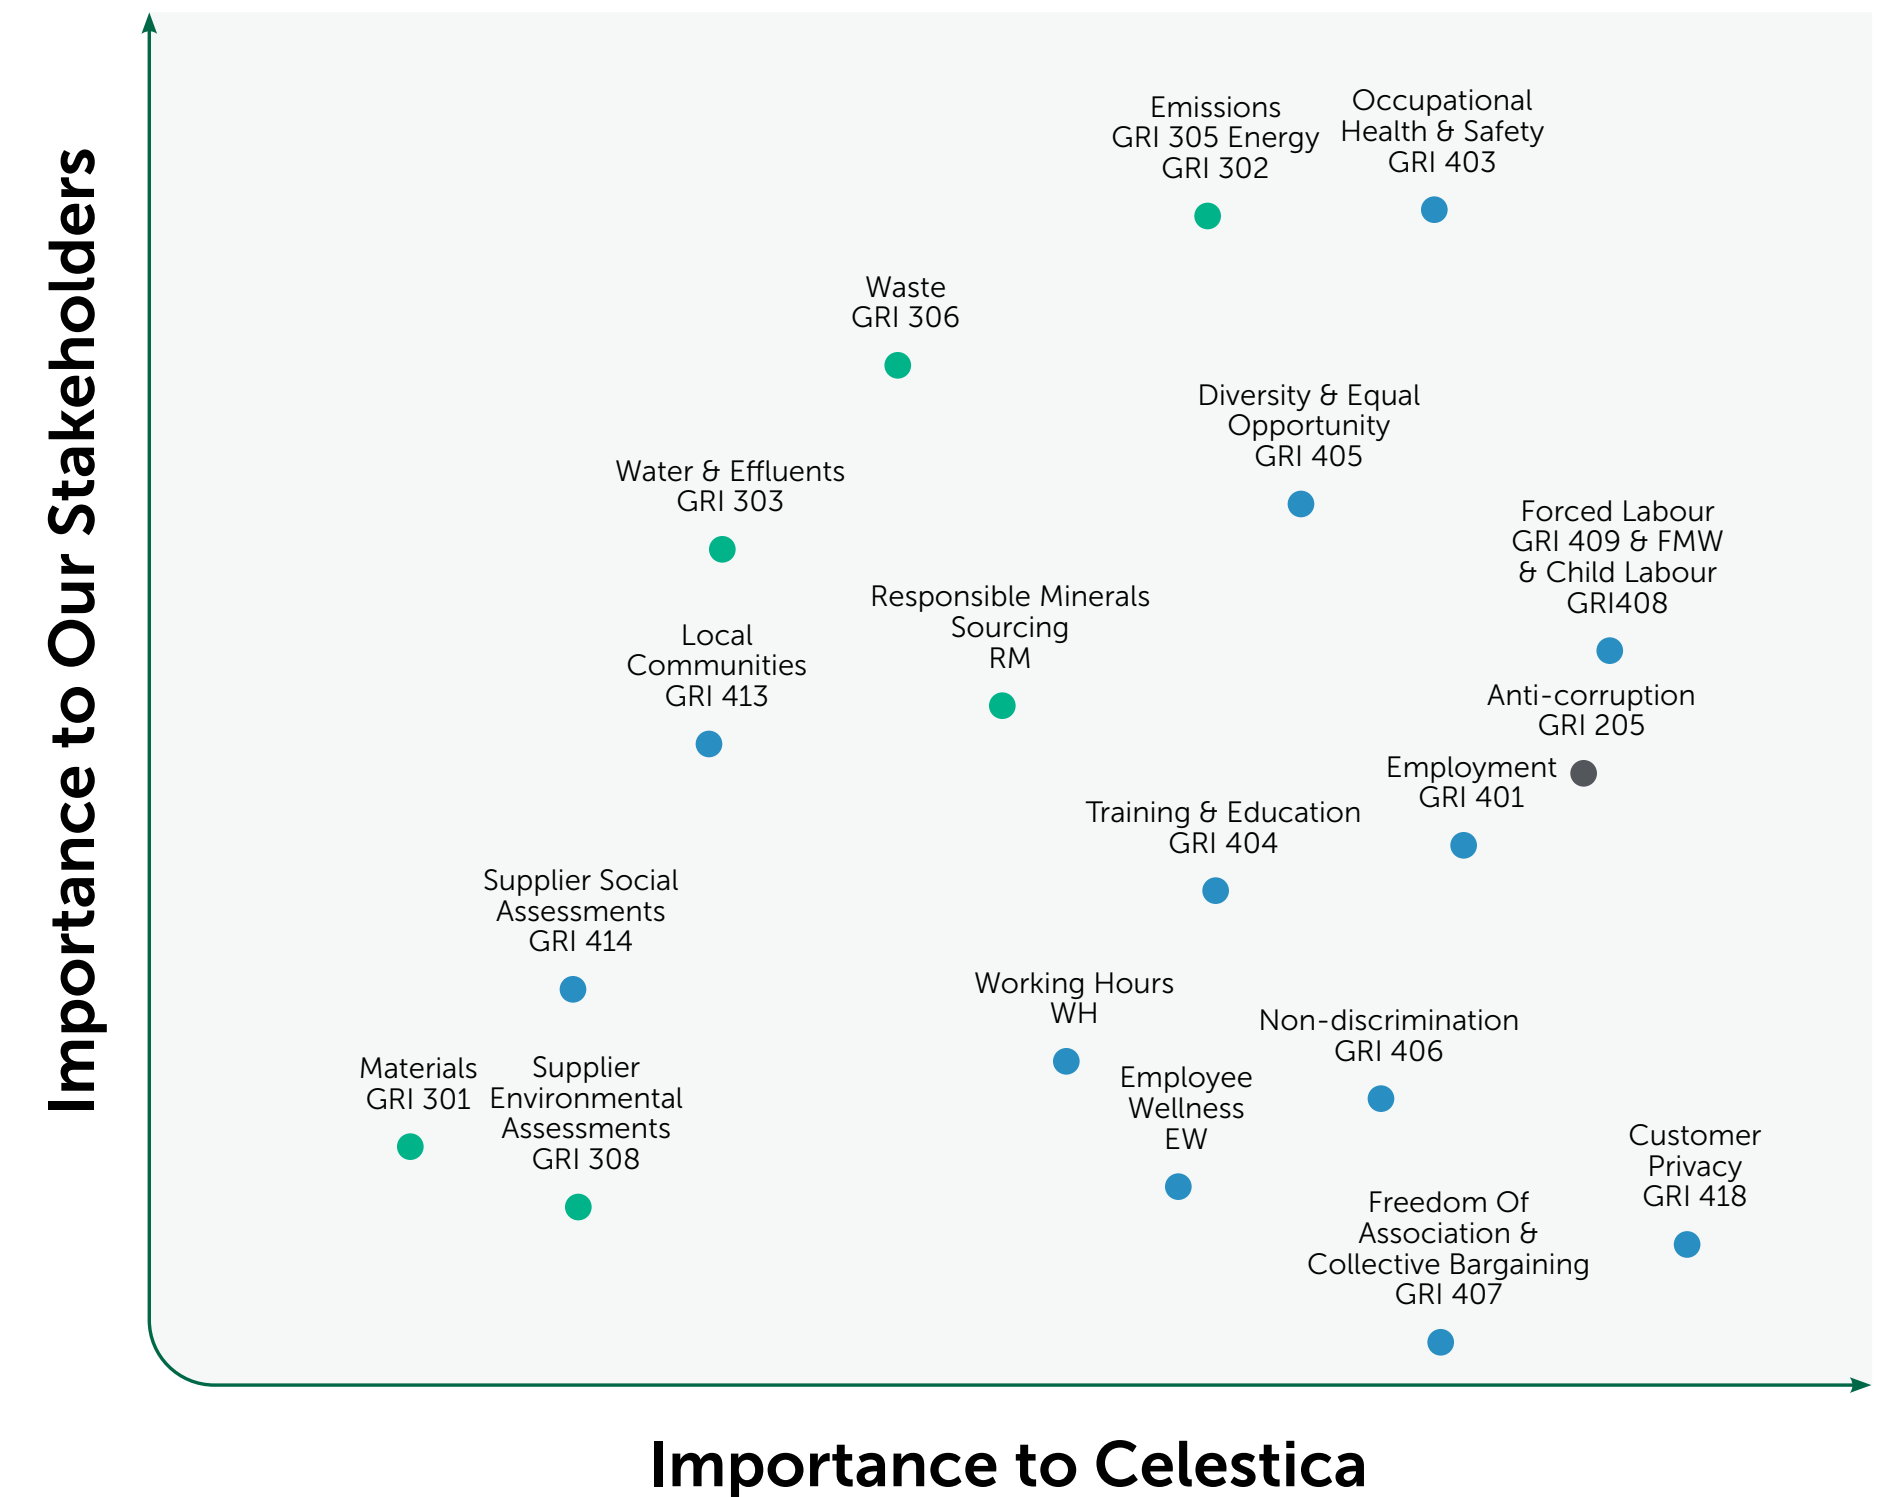 Importance to Our Stakeholders
Emissions
GRI 305 Energy
GRI 302
Occupational
Health & Safety
GRI 403
Waste
GRI 306
Diversity & Equal
Opportunity
GRI 405
Water & Effluents
GRI 303
Forced Labour
GRI 409 & FMW
& Child Labour
GRI408
Responsible Minerals
Sourcing
RM
Local
Communities
GRI 413
Anti-corruption
GRI 205
Employment
GRI 401
Training & Education
GRI 404
Supplier Social
Assessments
GRI 414
Working Hours
WH
Non-discrimination
GRI 406
Materials
GRI 301
Supplier
Environmental
Assessments
GRI 308
Employee
Wellness
EW
Customer
Privacy
GRI 418
Freedom Of
Association &
Collective Bargaining
GRI 407
Importance to Celestica